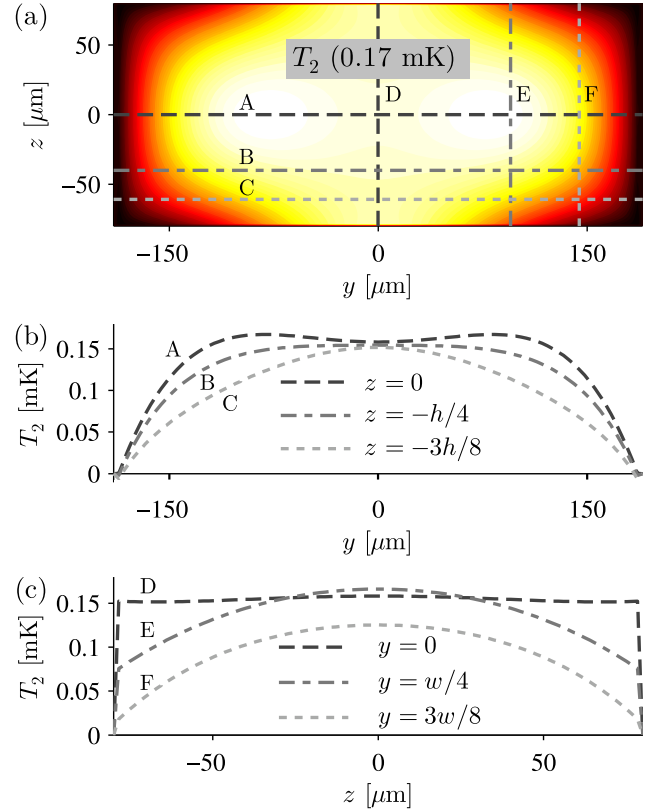 (a)
T₂ (0.17 mK)
A
D
E
F
B
C
50
0
−50
z [μm]
−150
0
150
y [μm]
(b)
0.15
0.1
0.05
0
T₂ [mK]
A
B
C
z = 0
z = −h/4
z = −3h/8
−150
0
150
y [μm]
(c)
0.15
0.1
0.05
0
T₂ [mK]
D
E
F
y = 0
y = w/4
y = 3w/8
−50
0
50
z [μm]